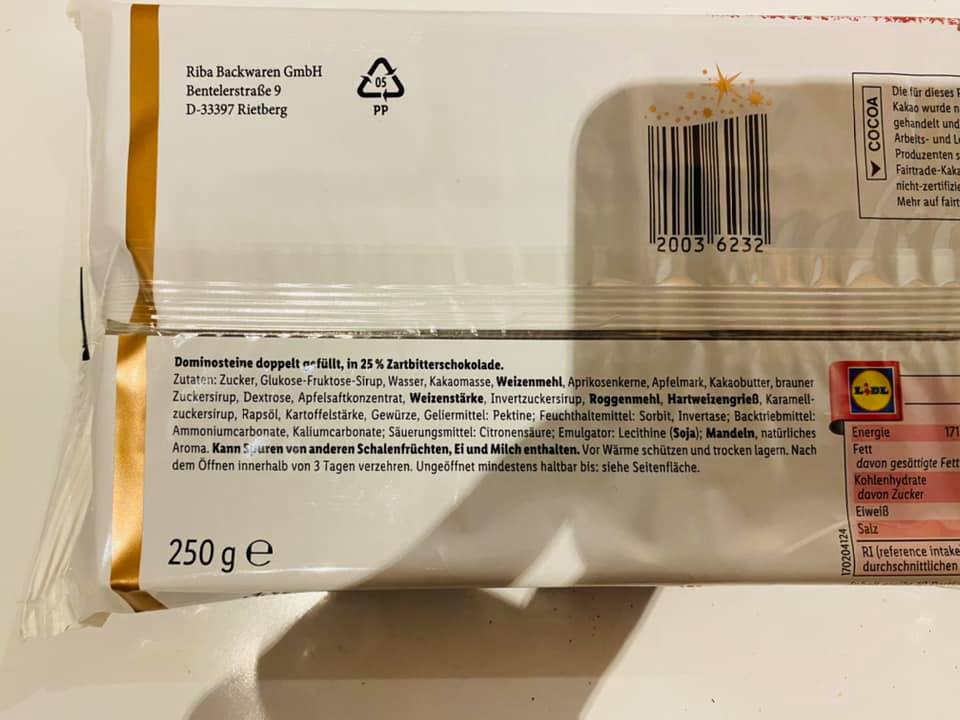 Riba Backwaren GmbH
Bentelerstraße 9
D-33397 Rietberg
05
PP
2003 6232
COCOA
Die für dieses
Kakao wurde
gehandelt und
Arbeits- und
Produzenten
Fairtrade-
nicht-
Mehr auf
Dominosteine doppelt gefüllt, in 25 % Zartbitterschokolade.
Zutaten: Zucker, Glukose-Fruktose-Sirup, Wasser, Kakaomasse, Weizenmehl, Aprikosenkerne, Apfelmark, Kakaobutter, brauner
Zuckersirup, Dextrose, Apfelsaftkonzentrat, Weizenstärke, Invertzuckersirup, Roggenmehl, Hartweizengrieß, Karamell-
zuckersirup, Rapsöl, Kartoffelstärke, Gewürze, Geliermittel: Pektine; Feuchthaltemittel: Sorbit, Invertase; Backtriebmittel:
Ammoniumcarbonate, Kaliumcarbonate; Säuerungsmittel: Citronensäure; Emulgator: Lecithine (Soja); Mandeln, natürliches
Aroma. Kann Spuren von anderen Schalenfrüchten, Ei und Milch enthalten. Vor Wärme schützen und trocken lagern. Nach
dem Öffnen innerhalb von 3 Tagen verzehren. Ungeöffnet mindestens haltbar bis: siehe Seitenfläche.
250 g e
LIDL
Energie 171
Fett
davon gesättigte Fett
Kohlenhydrate
davon Zucker
Eiweiß
Salz
RI (reference intake
durchschnittlichen
170204124